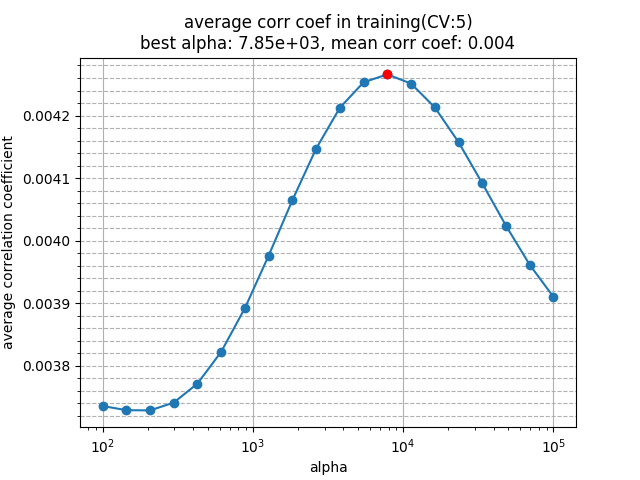 average corr coef in training(CV:5)
best alpha: 7.85e+03, mean corr coef: 0.004
average correlation coefficient
0.0042
0.0041
0.0040
0.0039
0.0038
10²
10³
10⁴
10⁵
alpha